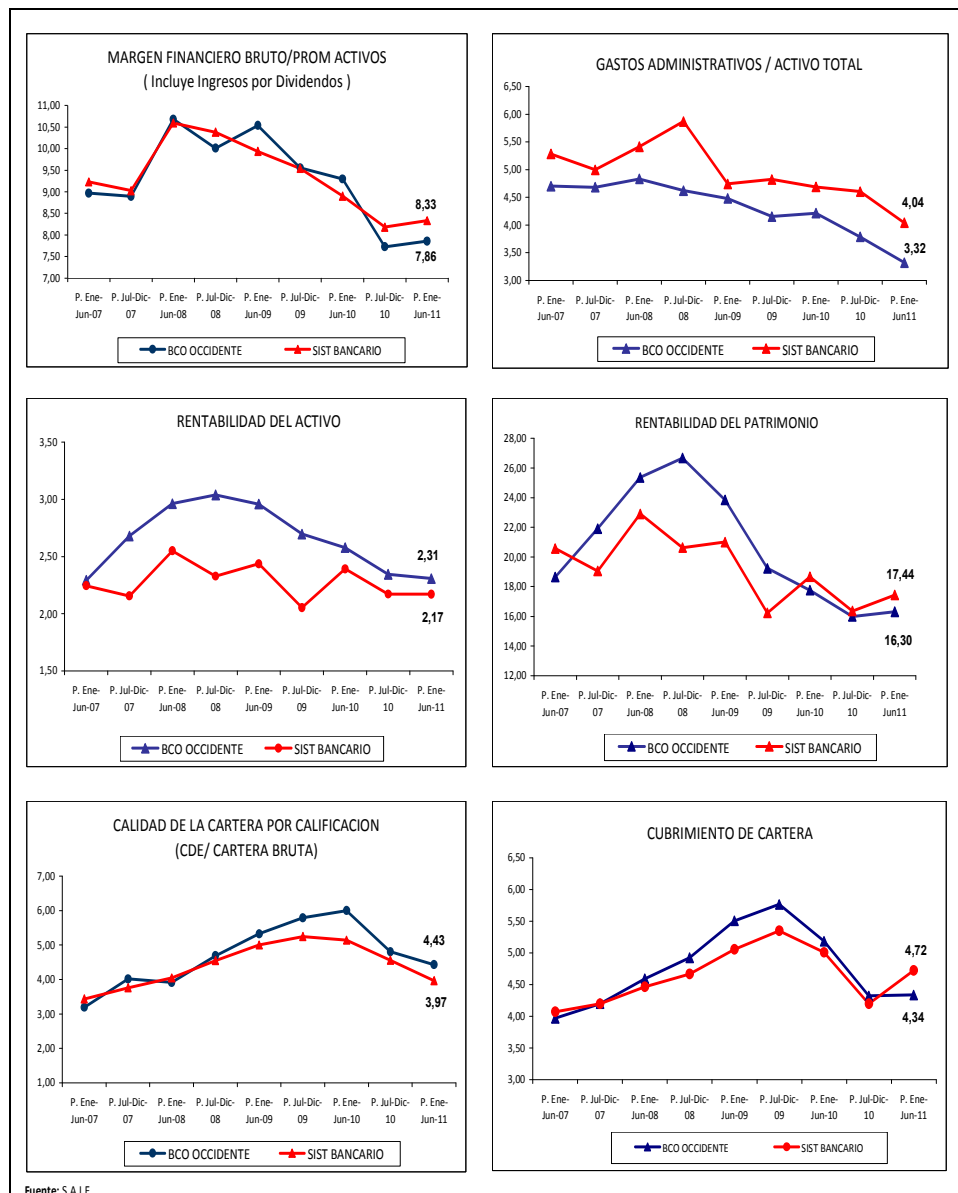 MARGEN FINANCIERO BRUTO/PROM ACTIVOS
( Incluye Ingresos por Dividendos )
11,00
10,50
10,00
9,50
9,00
8,50
8,00
7,50
7,00
8,33
7,86
P. Ene- P. Jul-Dic- P. Ene- P. Jul-Dic- P. Ene- P. Jul-Dic- P. Ene- P. Jul-Dic- P. Ene-
Jun-07 07 Jun-08 08 Jun-09 09 Jun-10 10 Jun-11
BCO OCCIDENTE SIST BANCARIO
GASTOS ADMINISTRATIVOS / ACTIVO TOTAL
6,50
6,00
5,50
5,00
4,50
4,00
3,50
3,00
4,04
3,32
P. Ene- P. Jul-Dic- P. Ene- P. Jul-Dic- P. Ene- P. Jul-Dic- P. Ene- P. Jul-Dic- P. Ene-
Jun-07 07 Jun-08 08 Jun-09 09 Jun-10 10 Jun11
BCO OCCIDENTE SIST BANCARIO
RENTABILIDAD DEL ACTIVO
3,50
3,00
2,50
2,00
1,50
2,31
2,17
P. Ene- P. Jul-Dic- P. Ene- P. Jul-Dic- P. Ene- P. Jul-Dic- P. Ene- P. Jul-Dic- P. Ene-
Jun-07 07 Jun-08 08 Jun-09 09 Jun-10 10 Jun-11
BCO OCCIDENTE SIST BANCARIO
RENTABILIDAD DEL PATRIMONIO
28,00
26,00
24,00
22,00
20,00
18,00
16,00
14,00
12,00
17,44
16,30
P. Ene- P. Jul-Dic- P. Ene- P. Jul-Dic- P. Ene- P. Jul-Dic- P. Ene- P. Jul-Dic- P. Ene-
Jun-07 07 Jun-08 08 Jun-09 09 Jun-10 10 Jun11
BCO OCCIDENTE SIST BANCARIO
CALIDAD DE LA CARTERA POR CALIFICACION
(CDE/ CARTERA BRUTA)
7,00
6,00
5,00
4,00
3,00
2,00
1,00
4,43
3,97
P. Ene- P. Jul-Dic- P. Ene- P. Jul-Dic- P. Ene- P. Jul-Dic- P. Ene- P. Jul-Dic- P. Ene-
Jun-07 07 Jun-08 08 Jun-09 09 Jun-10 10 Jun-11
BCO OCCIDENTE SIST BANCARIO
CUBRIMIENTO DE CARTERA
6,50
6,00
5,50
5,00
4,50
4,00
3,50
3,00
4,72
4,34
P. Ene- P. Jul-Dic- P. Ene- P. Jul-Dic- P. Ene- P. Jul-Dic- P. Ene- P. Jul-Dic- P. Ene-
Jun-07 07 Jun-08 08 Jun-09 09 Jun-10 10 Jun-11
BCO OCCIDENTE SIST BANCARIO
Fuente: